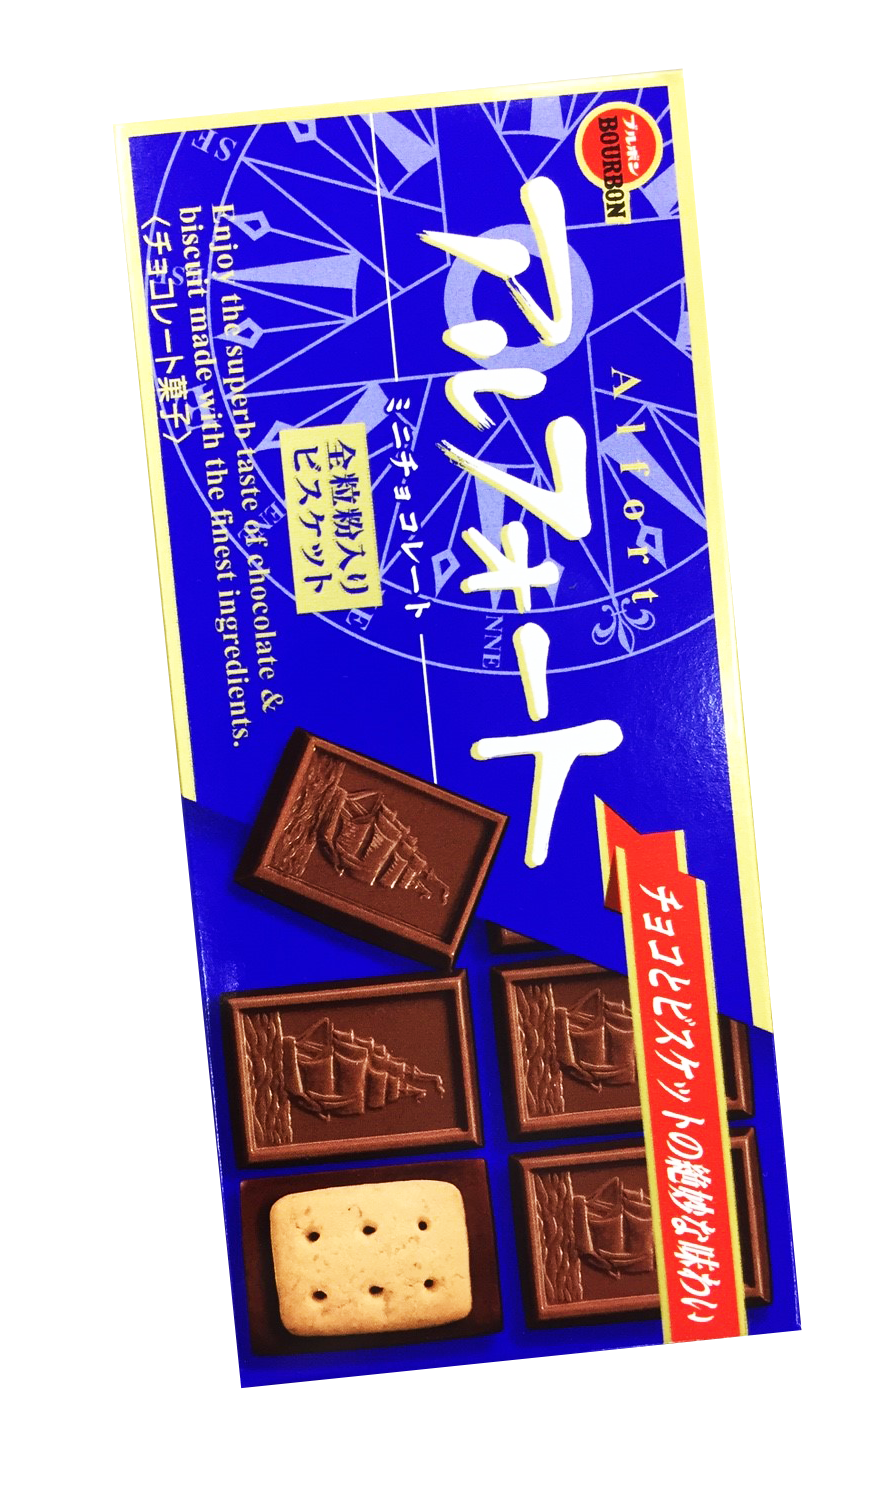 ブルボン
BOURBON
Alfort
アルフォート
ミニチョコレート
全粒粉入り
ビスケット
Enjoy the superb taste of chocolate &
biscuit made with the finest ingredients.
〈チョコレート菓子〉
チョコとビスケットの絶妙な味わい
SE
S
NE
E
NNE